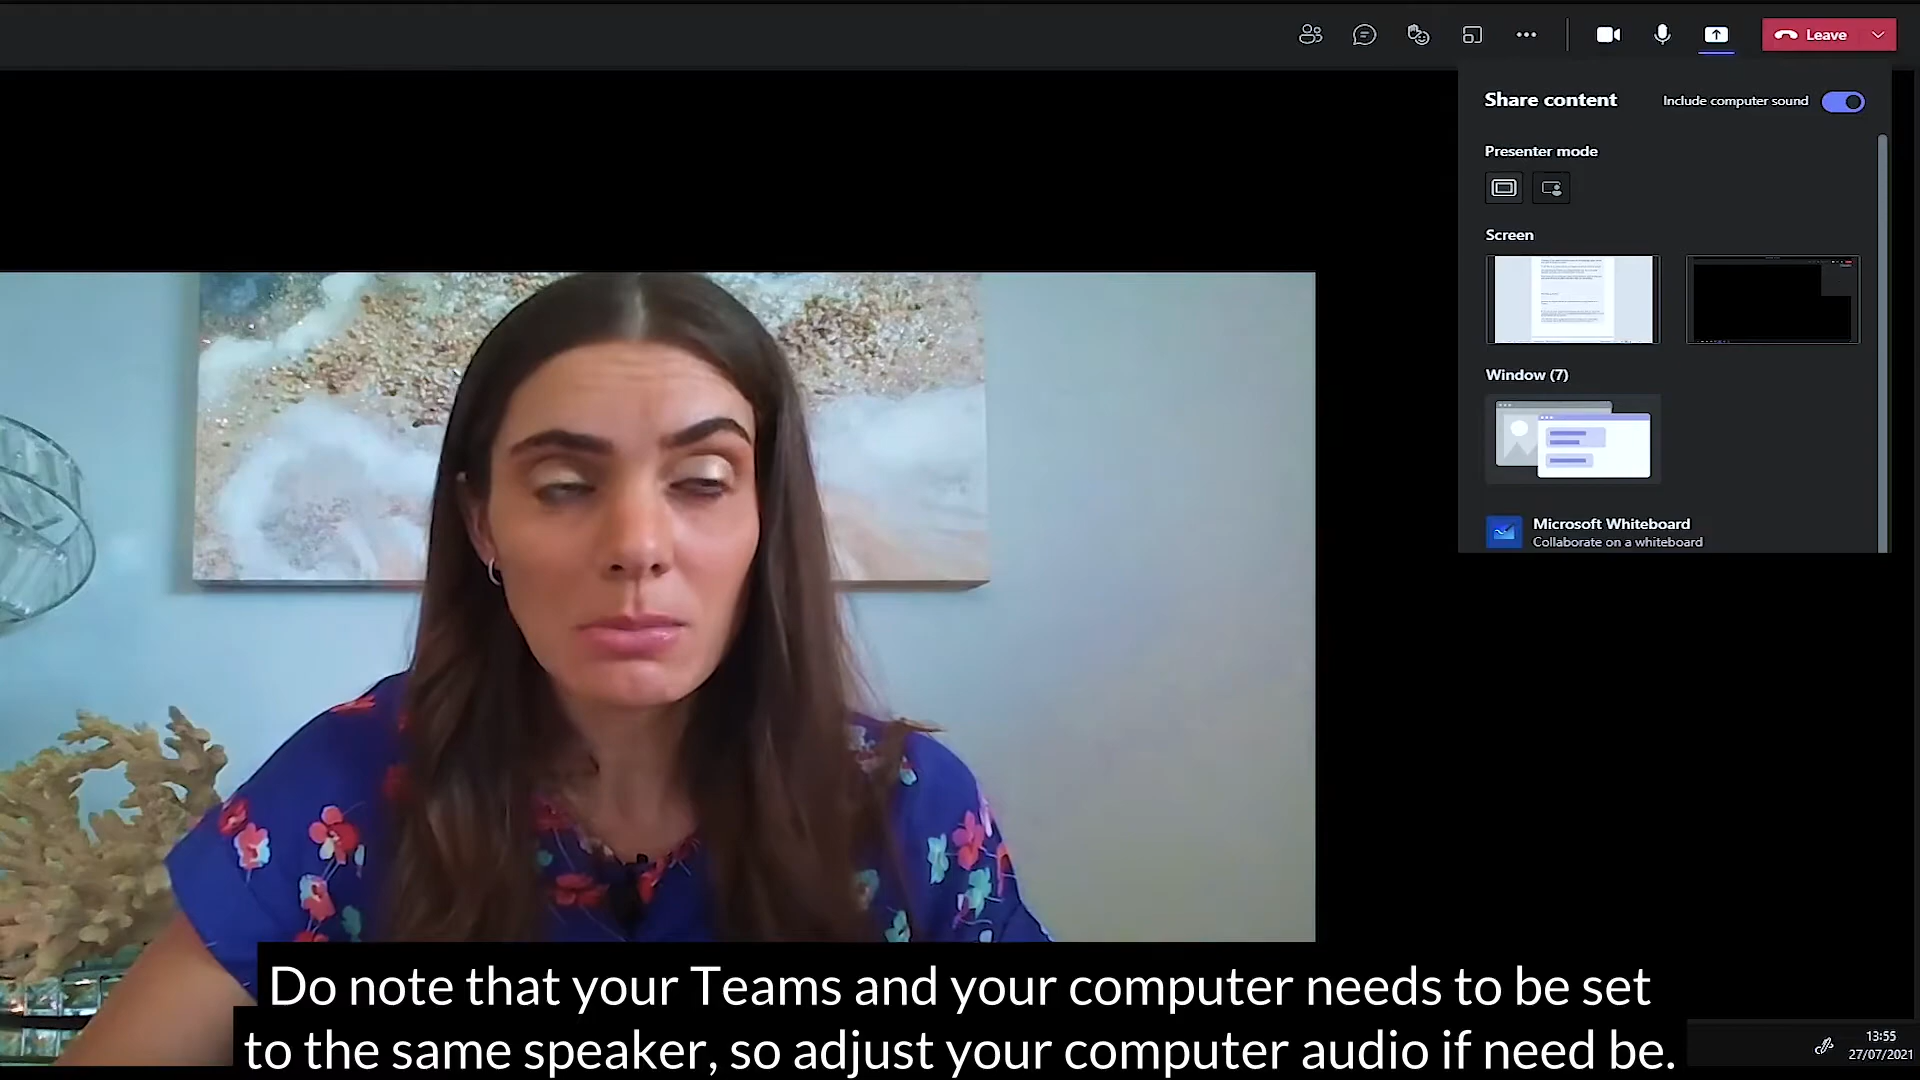 Leave
Share content
Include computer sound
Presenter mode
Screen
Window (7)
Microsoft Whiteboard
Collaborate on a whiteboard
Do note that your Teams and your computer needs to be set
to the same speaker, so adjust your computer audio if need be.
13:55
27/07/2021